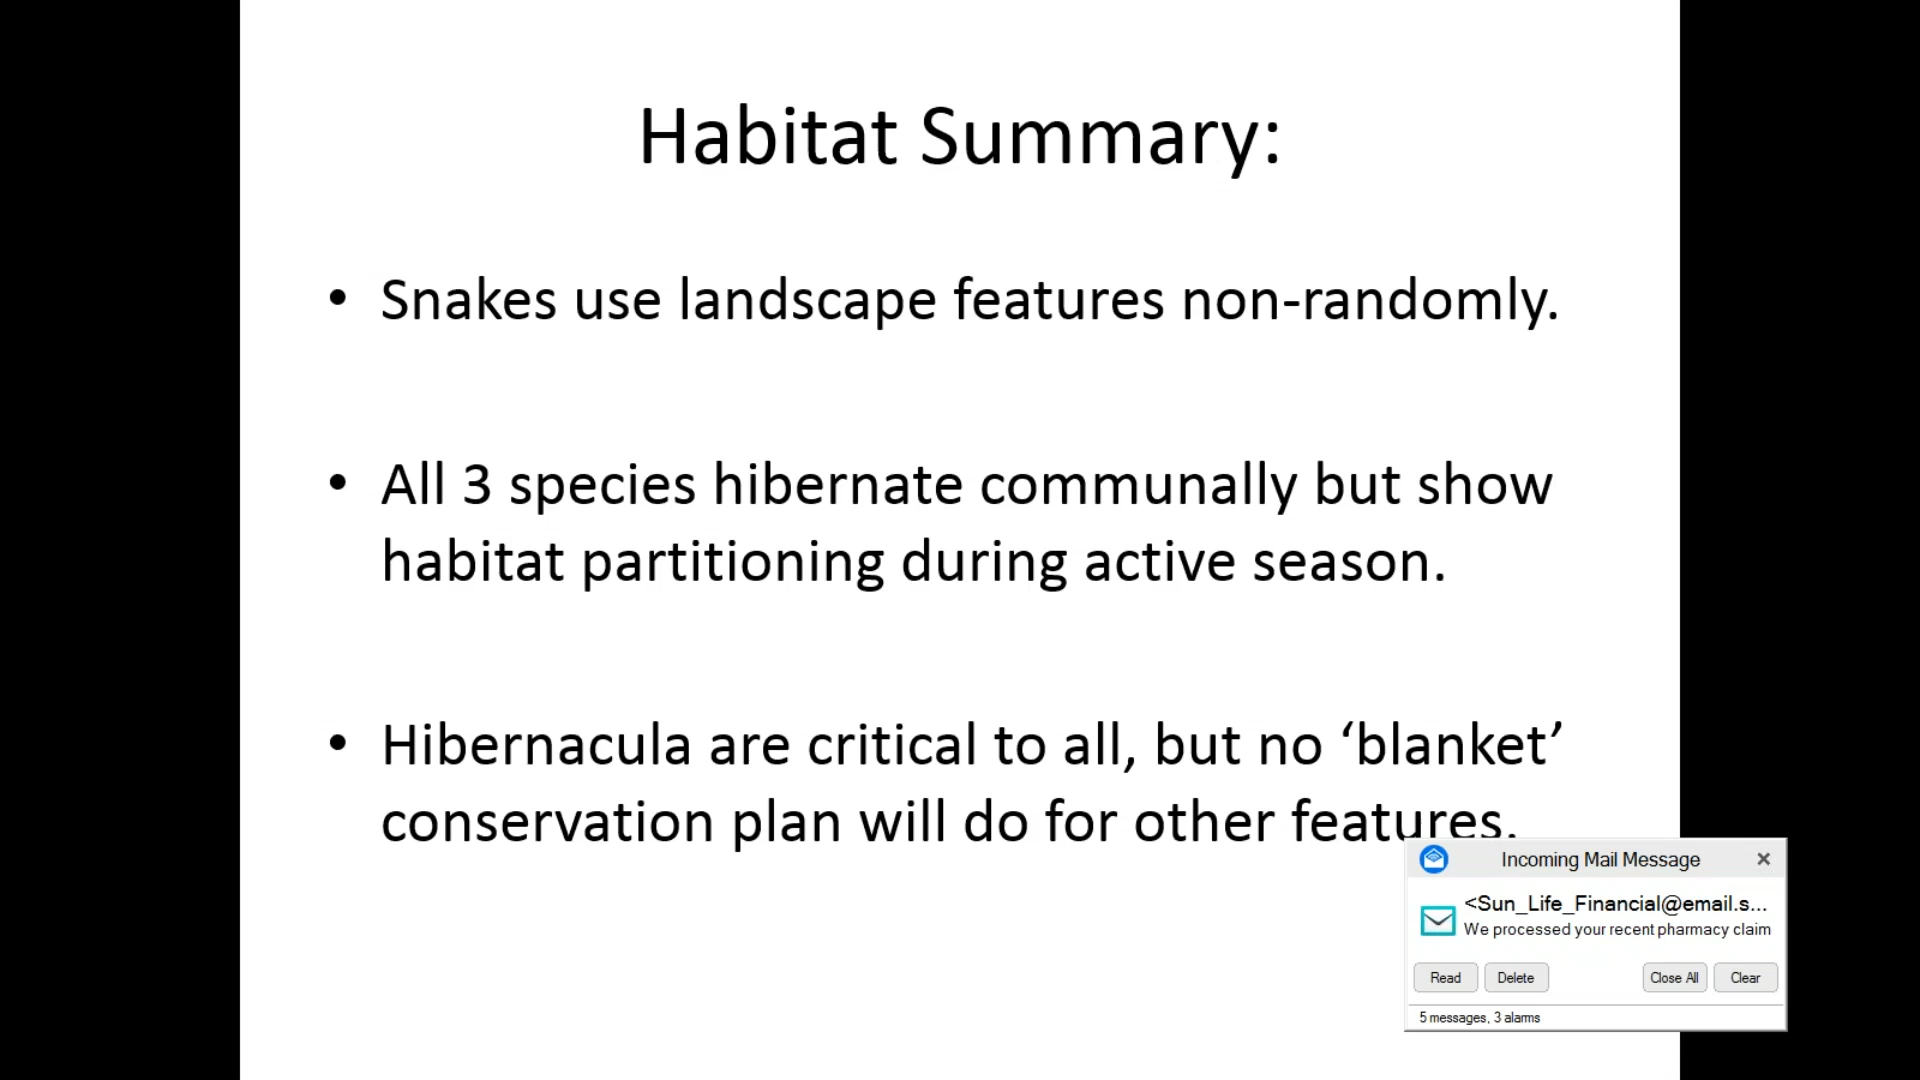 Habitat Summary:
• Snakes use landscape features non-randomly.
• All 3 species hibernate communally but show
habitat partitioning during active season.
• Hibernacula are critical to all, but no ‘blanket’
conservation plan will do for other features.
Incoming Mail Message
<Sun_Life_Financial@email.s...
We processed your recent pharmacy claim
Read Delete Close All Clear
5 messages, 3 alarms